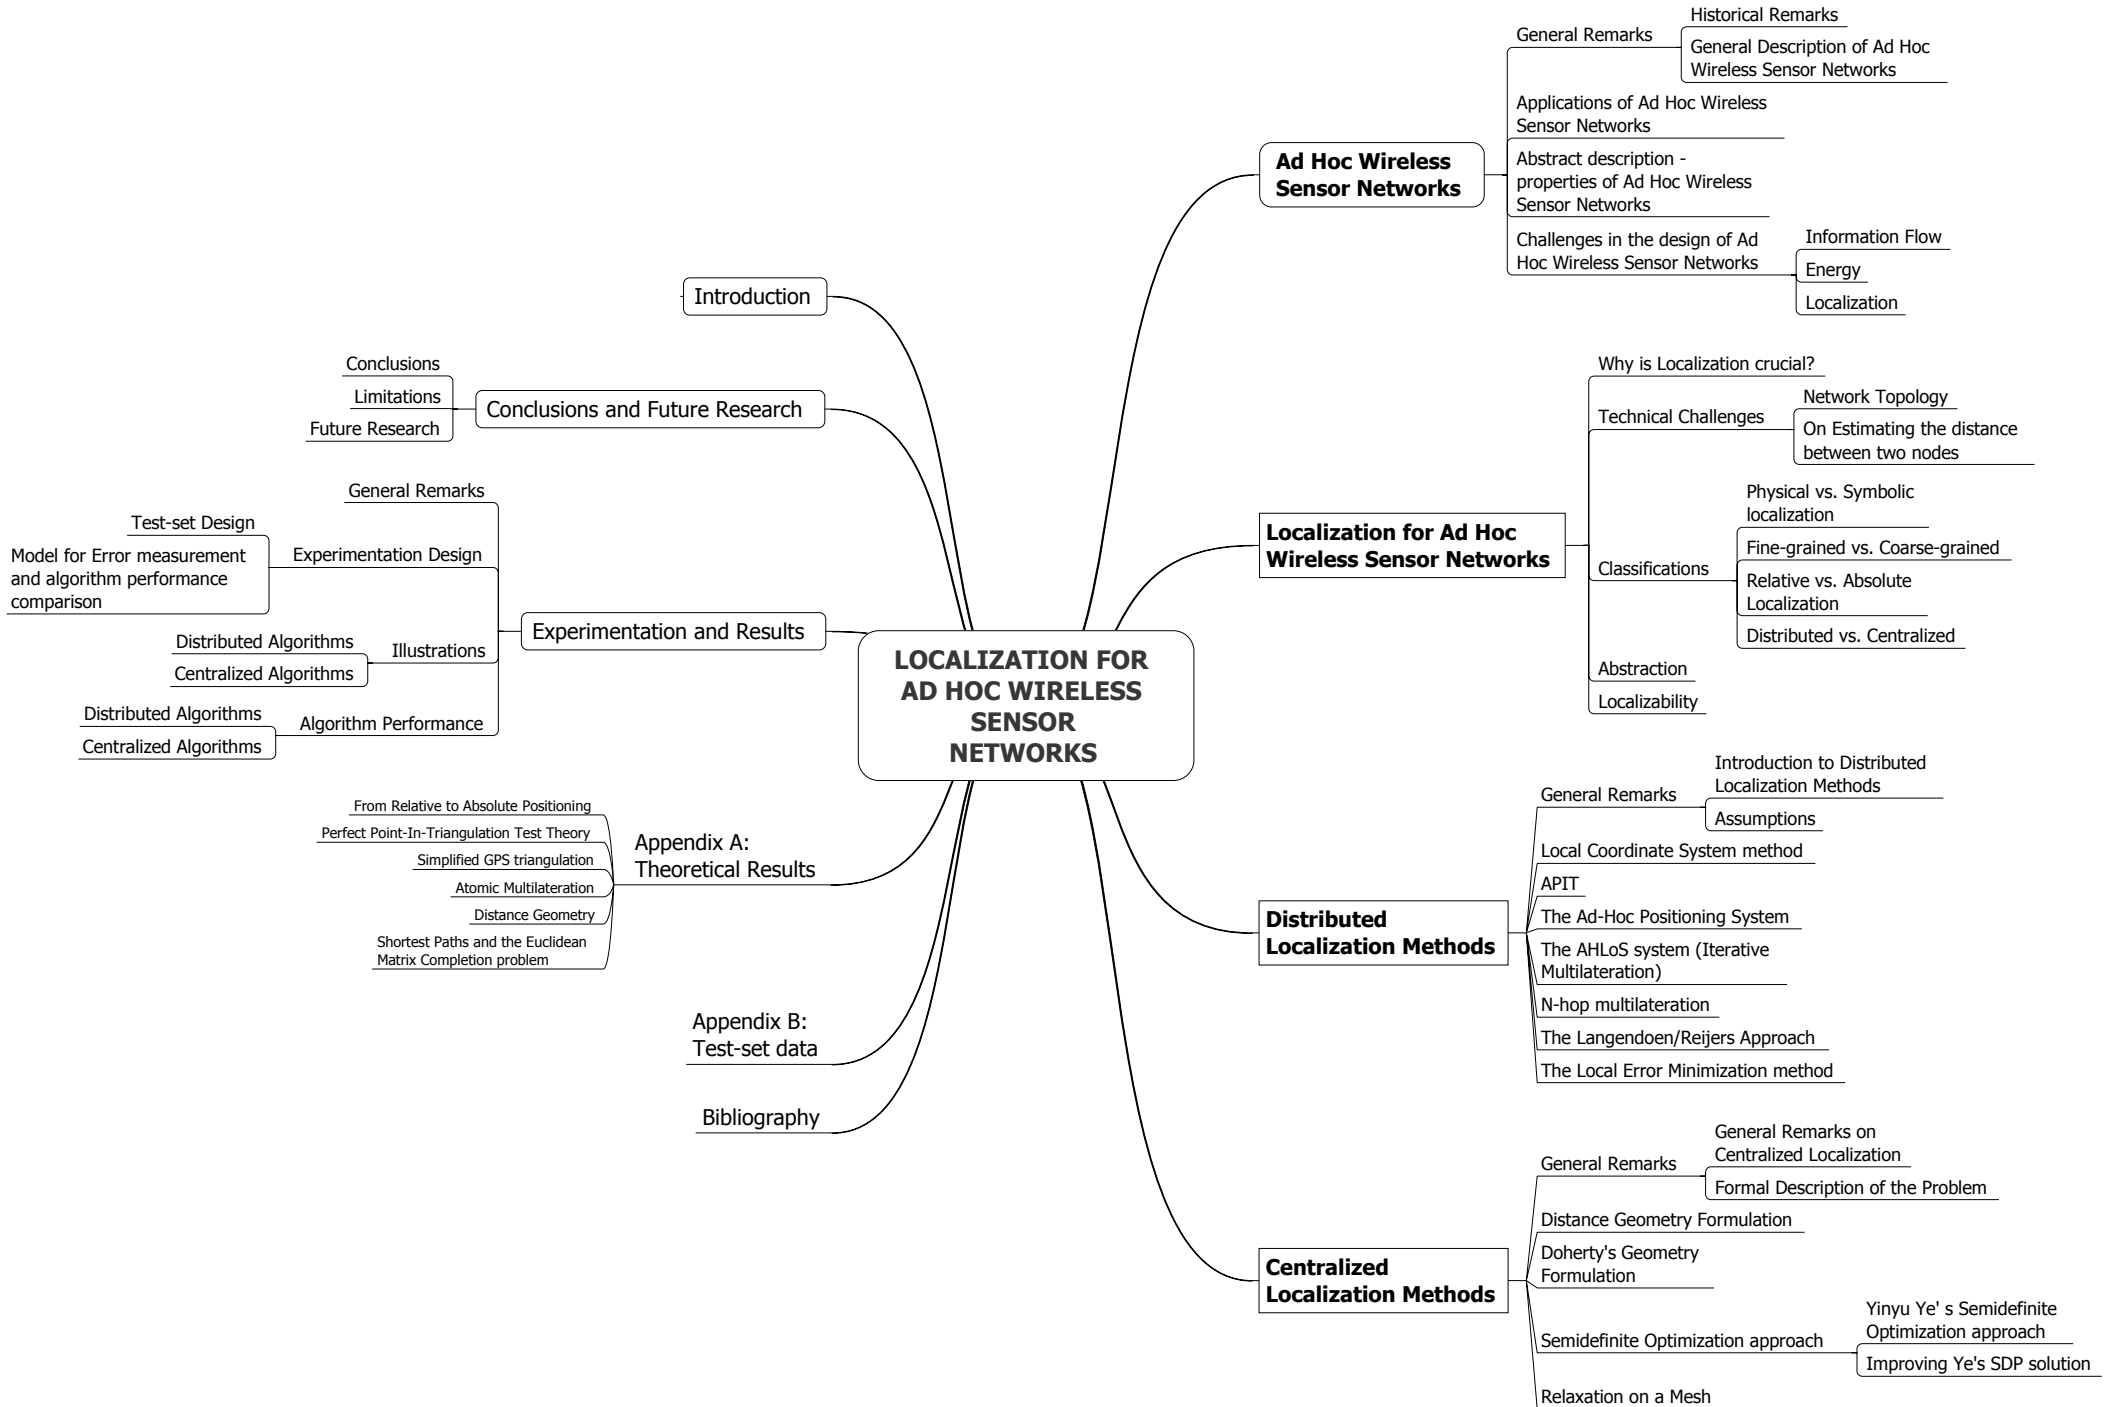 LOCALIZATION FOR
AD HOC WIRELESS
SENSOR
NETWORKS
Ad Hoc Wireless
Sensor Networks
General Remarks
Historical Remarks
General Description of Ad Hoc
Wireless Sensor Networks
Applications of Ad Hoc Wireless
Sensor Networks
Abstract description -
properties of Ad Hoc Wireless
Sensor Networks
Challenges in the design of Ad
Hoc Wireless Sensor Networks
Information Flow
Energy
Localization
Localization for Ad Hoc
Wireless Sensor Networks
Why is Localization crucial?
Technical Challenges
Network Topology
On Estimating the distance
between two nodes
Classifications
Physical vs. Symbolic
localization
Fine-grained vs. Coarse-grained
Relative vs. Absolute
Localization
Distributed vs. Centralized
Abstraction
Localizability
Distributed
Localization Methods
General Remarks
Introduction to Distributed
Localization Methods
Assumptions
Local Coordinate System method
APIT
The Ad-Hoc Positioning System
The AHLoS system (Iterative
Multilateration)
N-hop multilateration
The Langendoen/Reijers Approach
The Local Error Minimization method
Centralized
Localization Methods
General Remarks
General Remarks on
Centralized Localization
Formal Description of the Problem
Distance Geometry Formulation
Doherty's Geometry
Formulation
Semidefinite Optimization approach
Yinyu Ye' s Semidefinite
Optimization approach
Improving Ye's SDP solution
Relaxation on a Mesh
Introduction
Conclusions and Future Research
Conclusions
Limitations
Future Research
Experimentation and Results
General Remarks
Experimentation Design
Test-set Design
Model for Error measurement
and algorithm performance
comparison
Illustrations
Distributed Algorithms
Centralized Algorithms
Algorithm Performance
Distributed Algorithms
Centralized Algorithms
Appendix A:
Theoretical Results
From Relative to Absolute Positioning
Perfect Point-In-Triangulation Test Theory
Simplified GPS triangulation
Atomic Multilateration
Distance Geometry
Shortest Paths and the Euclidean
Matrix Completion problem
Appendix B:
Test-set data
Bibliography